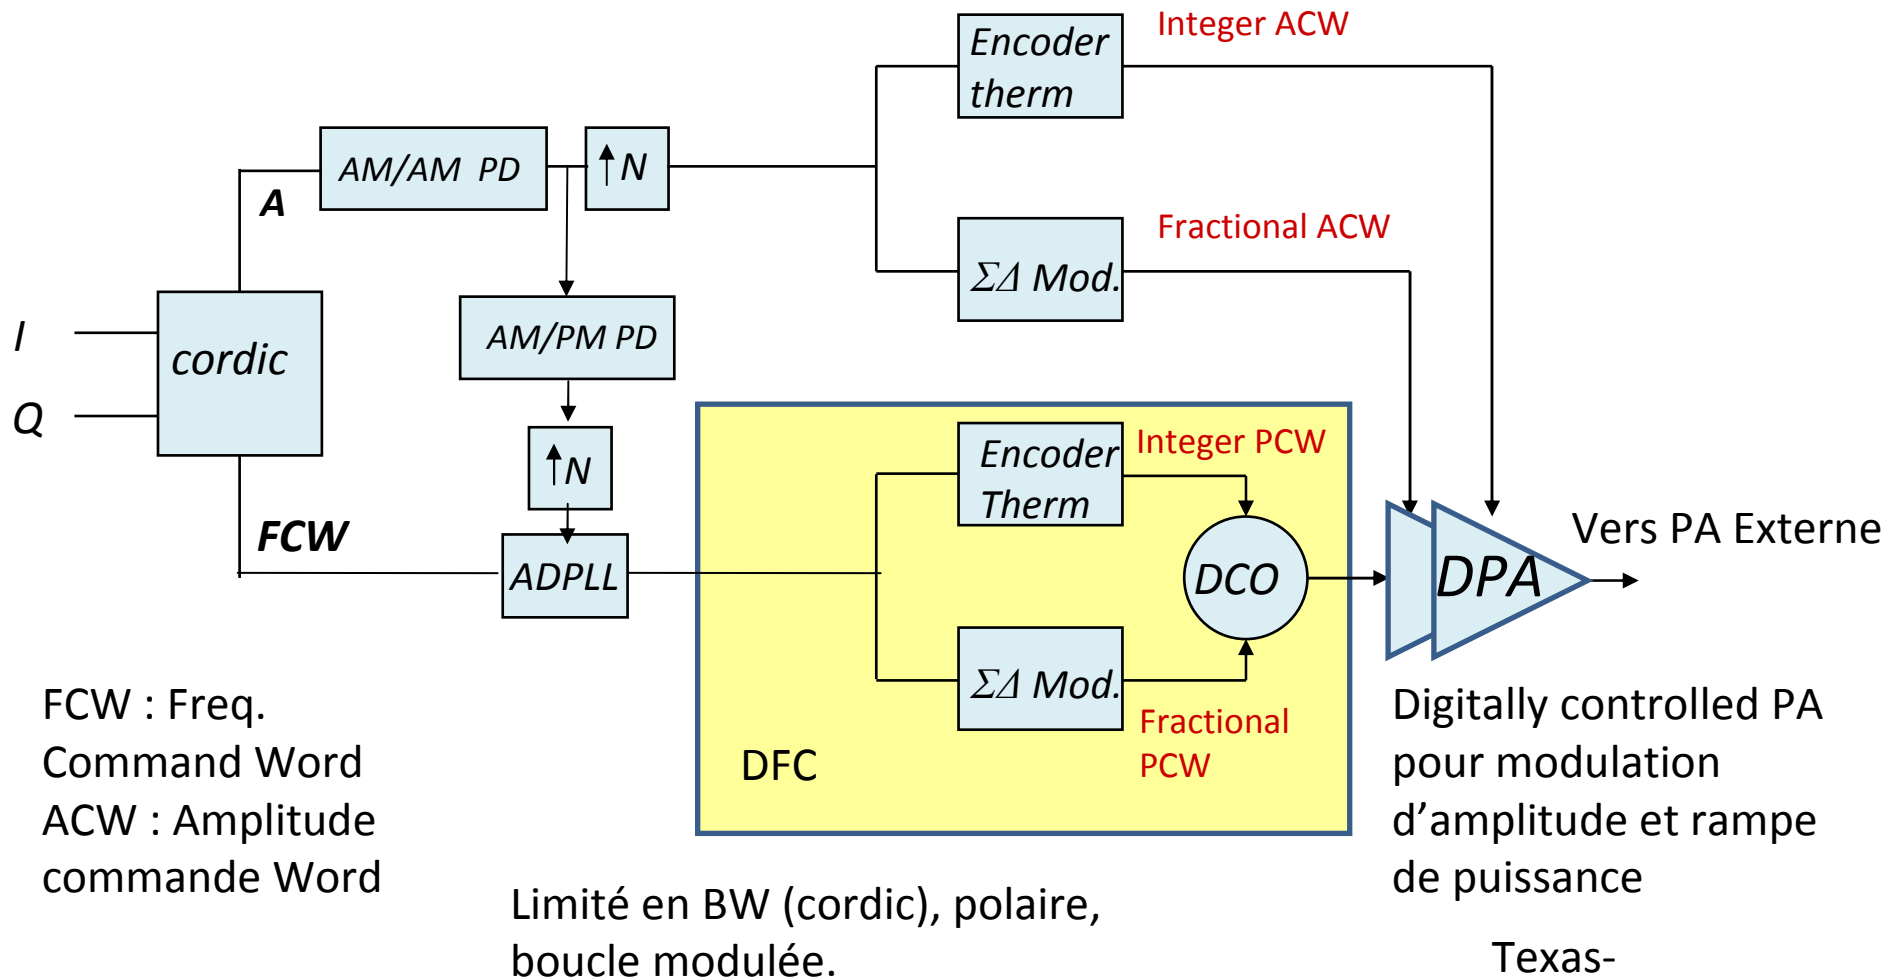 Integer ACW
Encoder
therm
AM/AM PD
↑N
A
Fractional ACW
ΣΔ Mod.
I
Q
cordic
AM/PM PD
↑N
FCW
ADPLL
Integer PCW
Encoder
Therm
DCO
ΣΔ Mod.
Fractional
PCW
DFC
DPA
Vers PA Externe
FCW : Freq.
Command Word
ACW : Amplitude
commande Word
Digitally controlled PA
pour modulation
d’amplitude et rampe
de puissance
Limité en BW (cordic), polaire,
boucle modulée.
Texas-